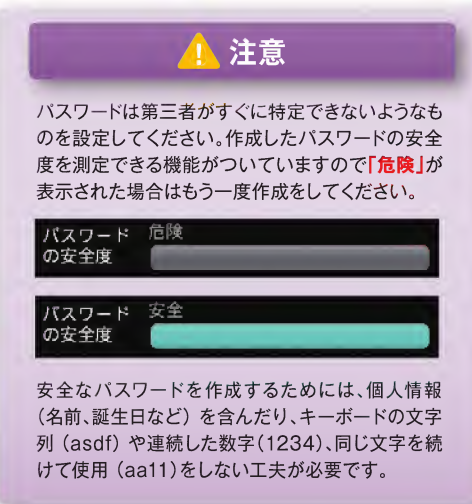 注意
パスワードは第三者がすぐに特定できないようなも
のを設定してください。作成したパスワードの安全
度を測定できる機能がついていますので「危険」が
表示された場合はもう一度作成をしてください。
パスワード 危険
の安全度
パスワード 安全
の安全度
安全なパスワードを作成するためには、個人情報
（名前、誕生日など）を含んだり、キーボードの文字
列（asdf）や連続した数字（1234）、同じ文字を続
けて使用（aa11）をしない工夫が必要です。